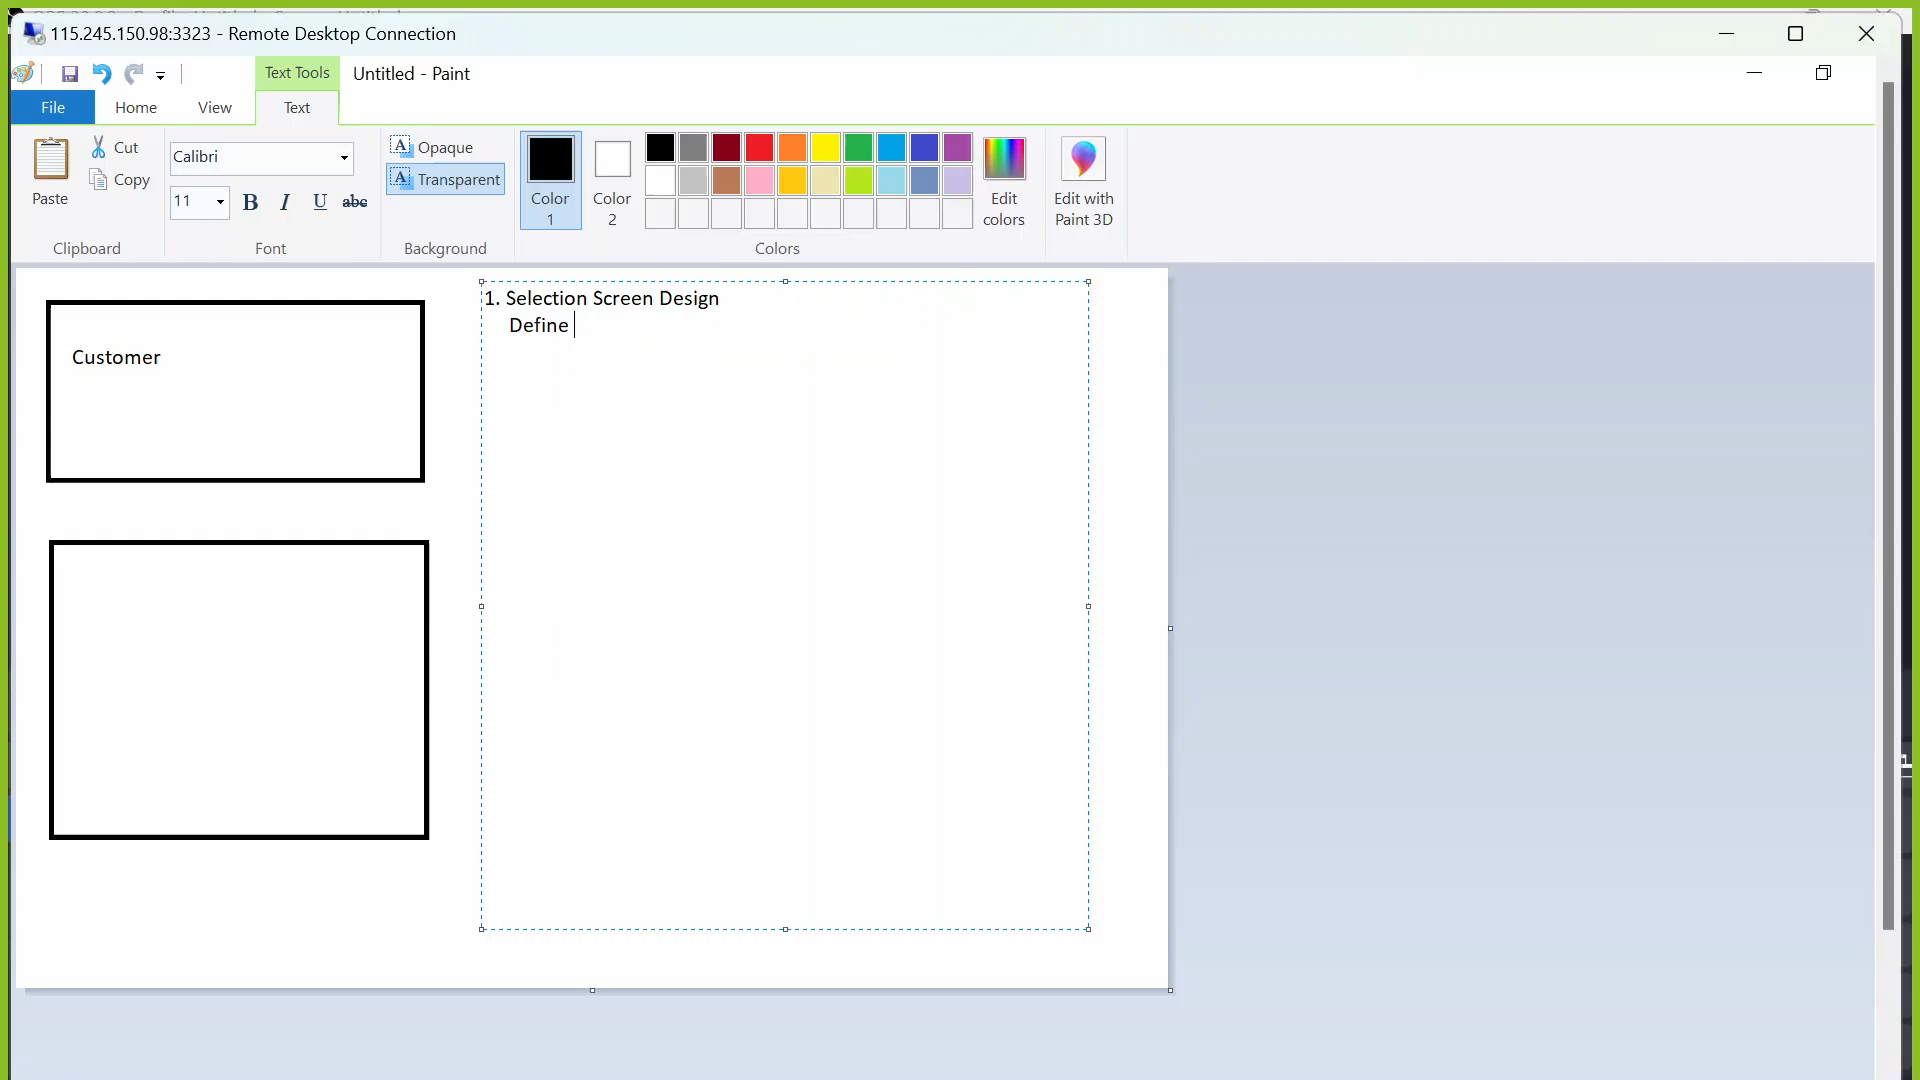 115.245.150.98:3323 - Remote Desktop Connection
Text Tools
Untitled - Paint
File
Home
View
Text
Paste
Cut
Copy
Clipboard
Calibri
11
B
I
U
abc
Font
A
Opaque
A
Transparent
Background
Color
1
Color
2
Colors
Edit
colors
Edit with
Paint 3D
Customer
1. Selection Screen Design
Define